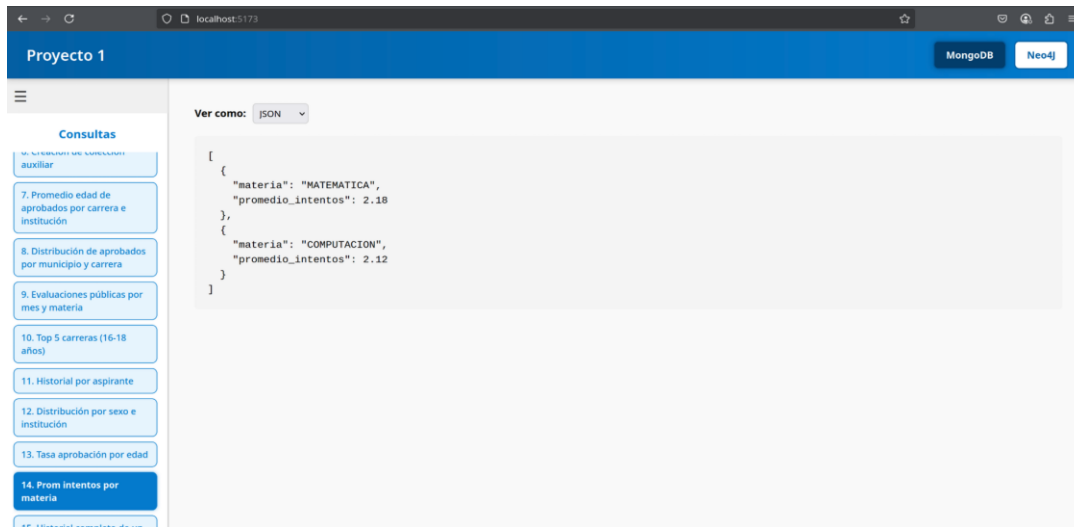 localhost:5173
Proyecto 1
MongoDB
Neo4J
Consultas
auxiliar
7. Promedio edad de
aprobados por carrera e
institución
8. Distribución de aprobados
por municipio y carrera
9. Evaluaciones públicas por
mes y materia
10. Top 5 carreras (16-18
años)
11. Historial por aspirante
12. Distribución por sexo e
institución
13. Tasa aprobación por edad
14. Prom intentos por
materia
Ver como: JSON
[
  {
    "materia": "MATEMATICA",
    "promedio_intentos": 2.18
  },
  {
    "materia": "COMPUTACION",
    "promedio_intentos": 2.12
  }
]